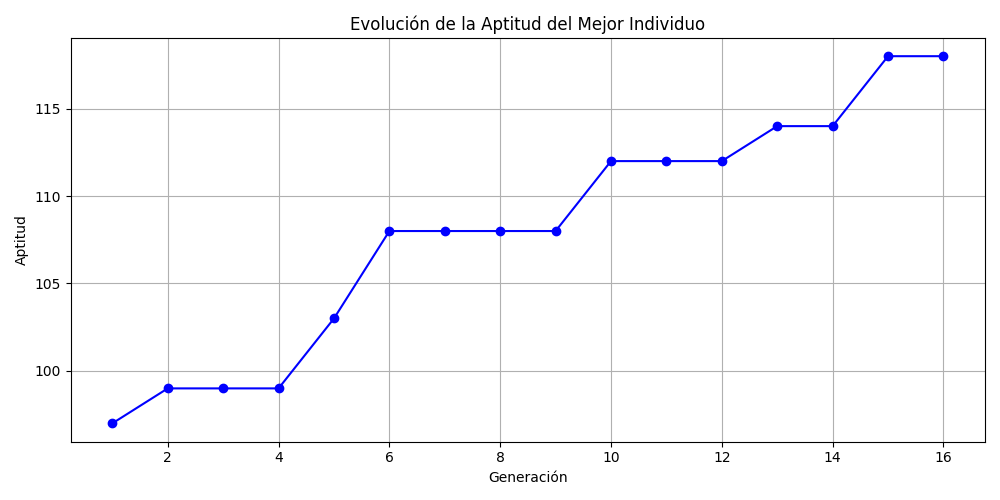 Evolución de la Aptitud del Mejor Individuo
Aptitud
115
110
105
100
2 4 6 8 10 12 14 16
Generación